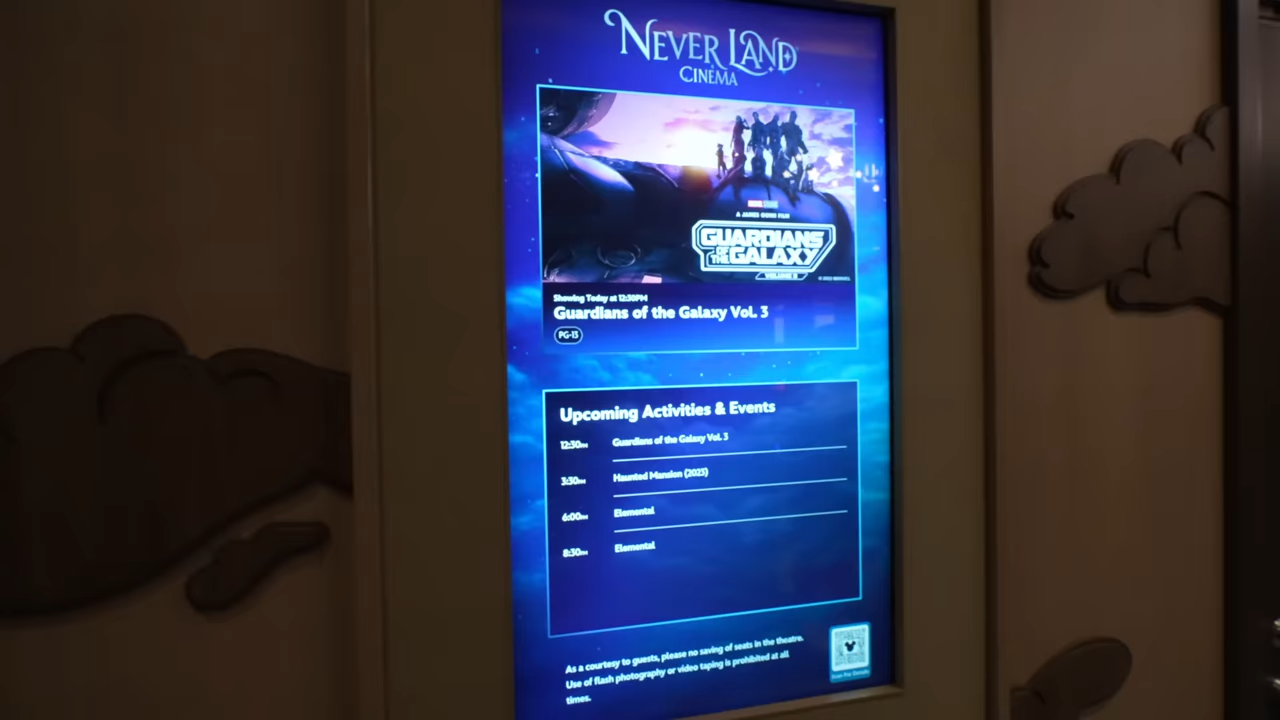 NEVER LAND
CINEMA
A JAMES GUNN FILM
GUARDIANS
OF THE GALAXY
Showing Today at 12:30PM
Guardians of the Galaxy Vol. 3
PG-13
Upcoming Activities & Events
12:30PM Guardians of the Galaxy Vol. 3
3:30PM Haunted Mansion (2023)
6:00PM Elemental
8:30PM Elemental
As a courtesy to guests, please no saving of seats in the theatre.
Use of flash photography or video taping is prohibited at all
times.
Scan For Details